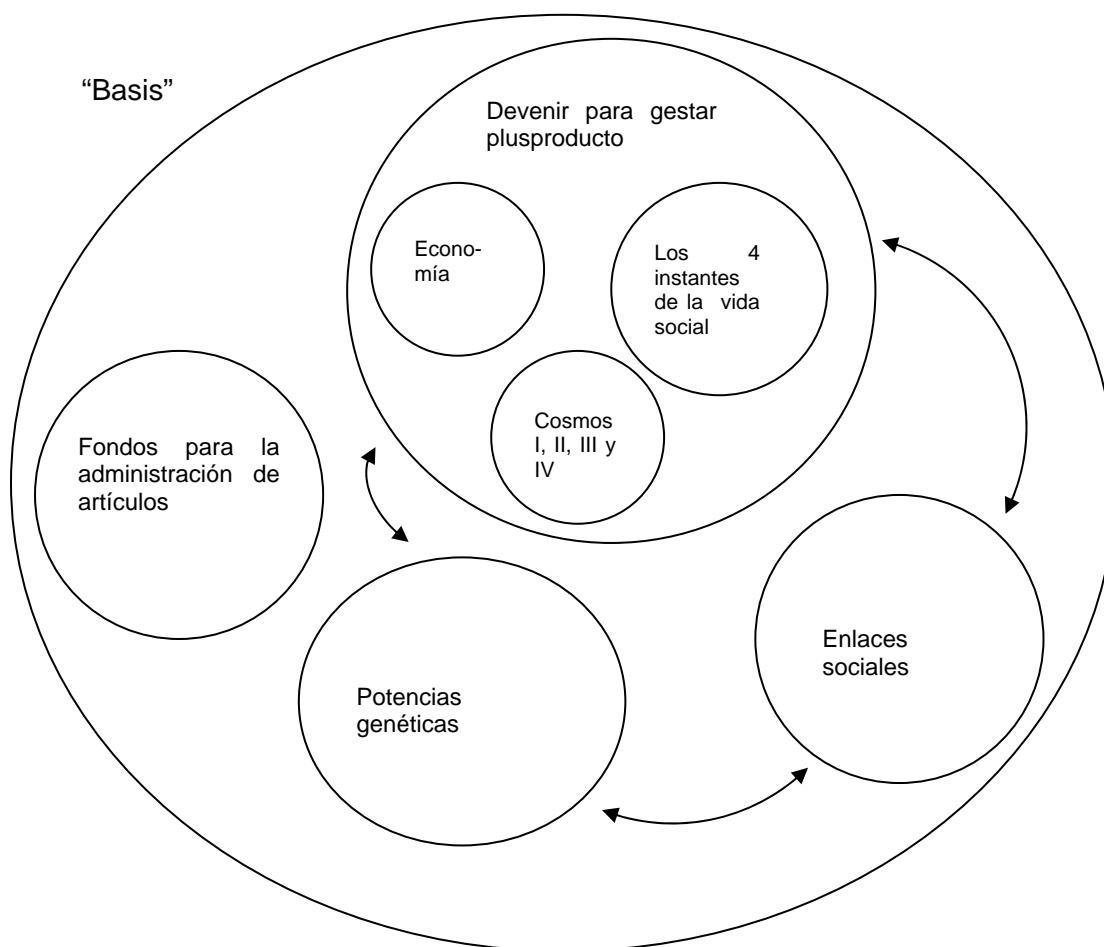 “Basis”
Devenir para gestar
plusproducto
Econo-
mía
Los 4
instantes
de la vida
social
Cosmos
I, II, III y
IV
Fondos para la
administración de
artículos
Enlaces
sociales
Potencias
genéticas